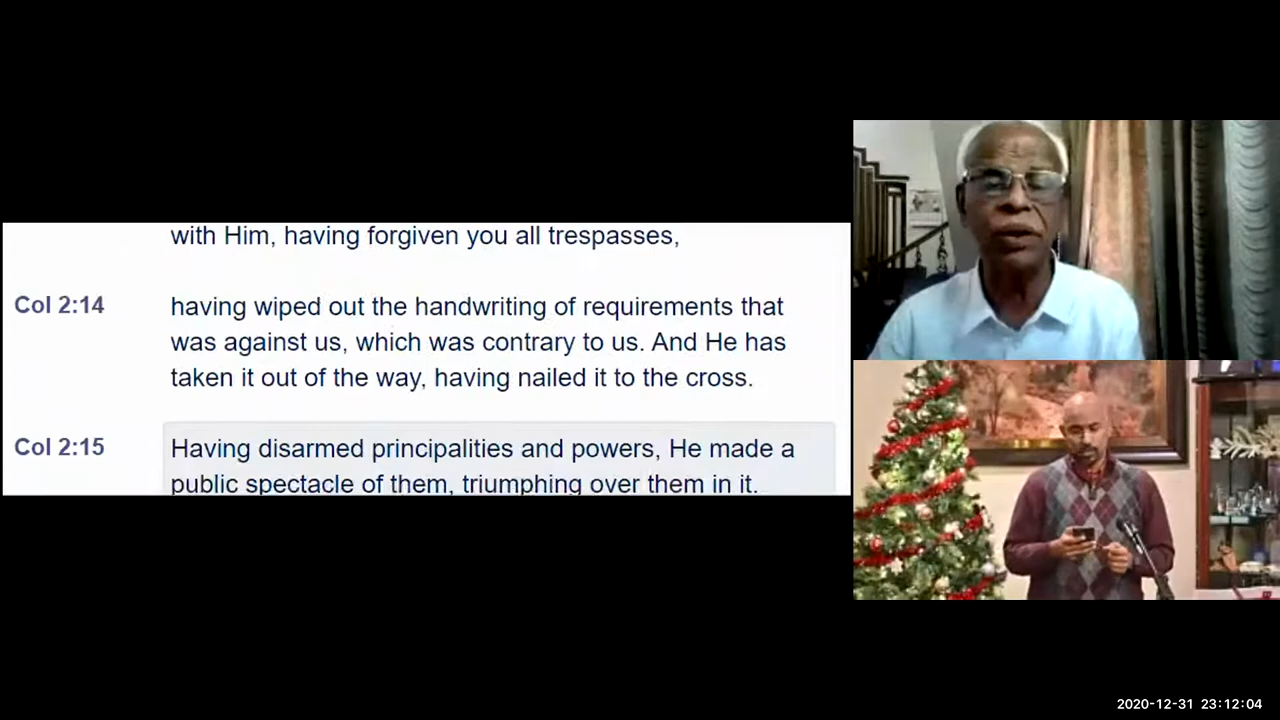 with Him, having forgiven you all trespasses,
Col 2:14
having wiped out the handwriting of requirements that
was against us, which was contrary to us. And He has
taken it out of the way, having nailed it to the cross.
Col 2:15
Having disarmed principalities and powers, He made a
public spectacle of them, triumphing over them in it.
2020-12-31 23:12:04